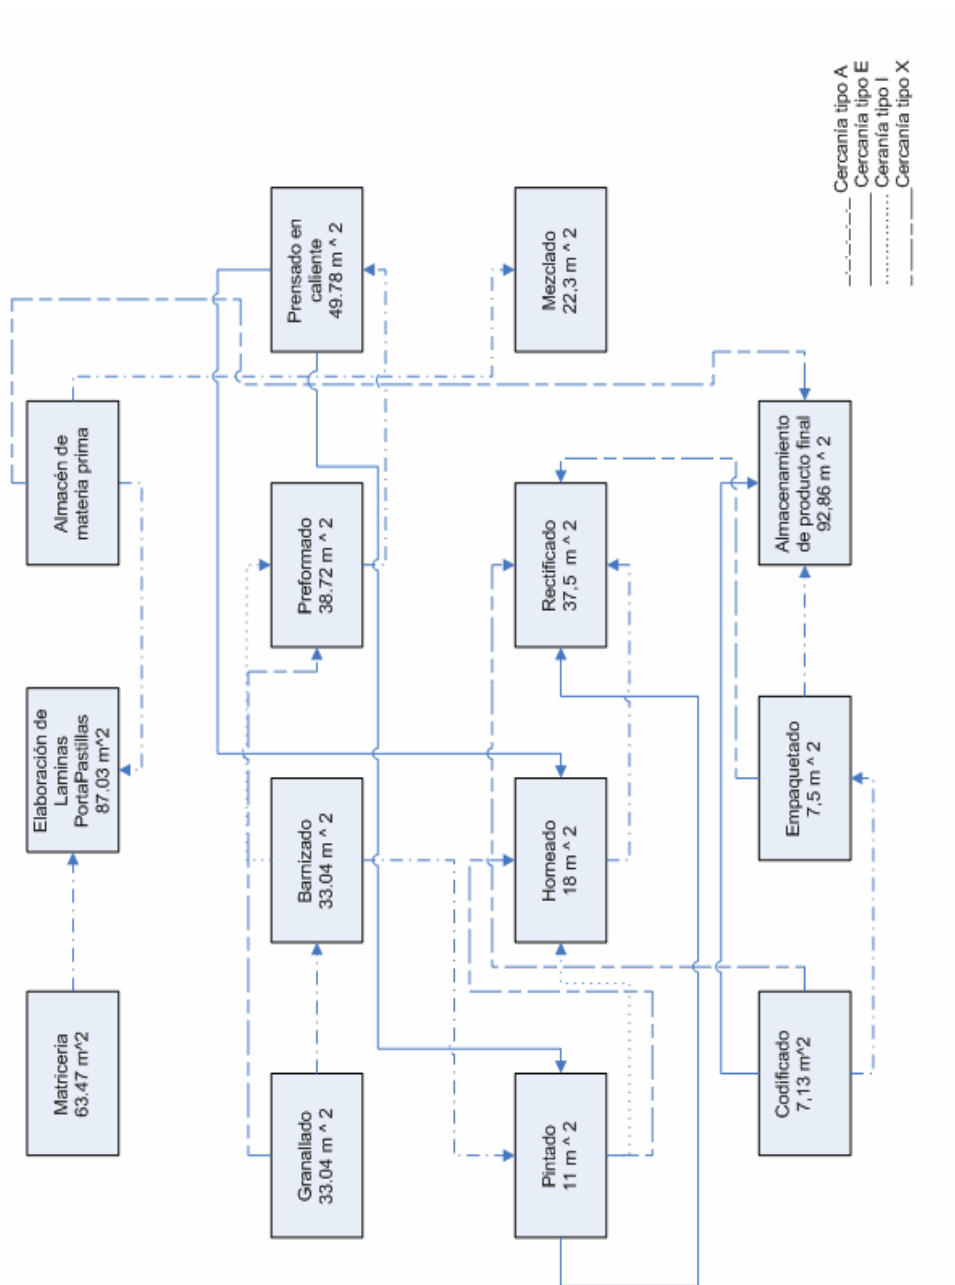 Matriceria
63.47 m^2
Elaboración de
Laminas
PortaPastillas
87.03 m^2
Almacén de
materia prima
Granallado
33.04 m ^ 2
Barnizado
33.04 m ^ 2
Preformado
38.72 m ^ 2
Prensado en
caliente
49.78 m ^ 2
Pintado
11 m ^ 2
Horneado
18 m ^ 2
Rectificado
37,5 m ^ 2
Mezclado
22,3 m ^ 2
Codificado
7,13 m^2
Empaquetado
7,5 m ^ 2
Almacenamiento
de producto final
92,86 m ^ 2
Cercanía tipo A
Cercanía tipo E
Ceranía tipo I
Cercanía tipo X